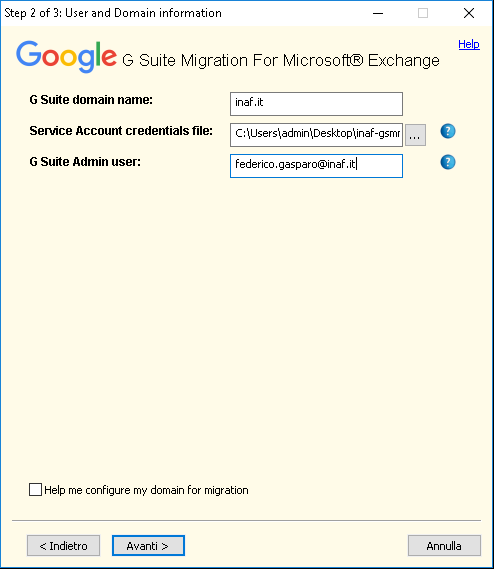 Step 2 of 3: User and Domain information
Help
Google G Suite Migration For Microsoft® Exchange
G Suite domain name:
inaf.it
Service Account credentials file:
C:\Users\admin\Desktop\inaf-gsmr
...
?
G Suite Admin user:
federico.gasparo@inaf.it
?
Help me configure my domain for migration
< Indietro
Avanti >
Annulla